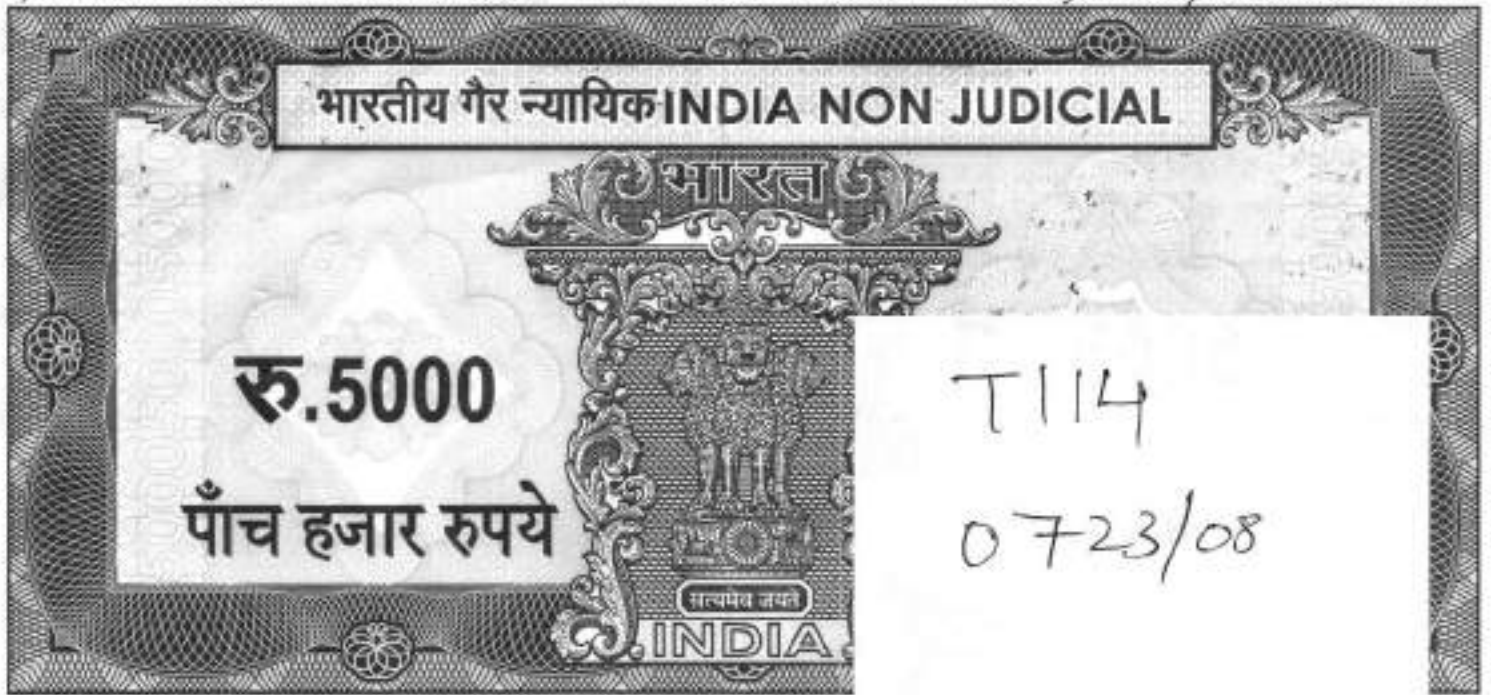 भारतीय गैर न्यायिक INDIA NON JUDICIAL
भारत
रु.5000
पाँच हजार रुपये
सत्यमेव जयते
INDIA
T114
0723/08